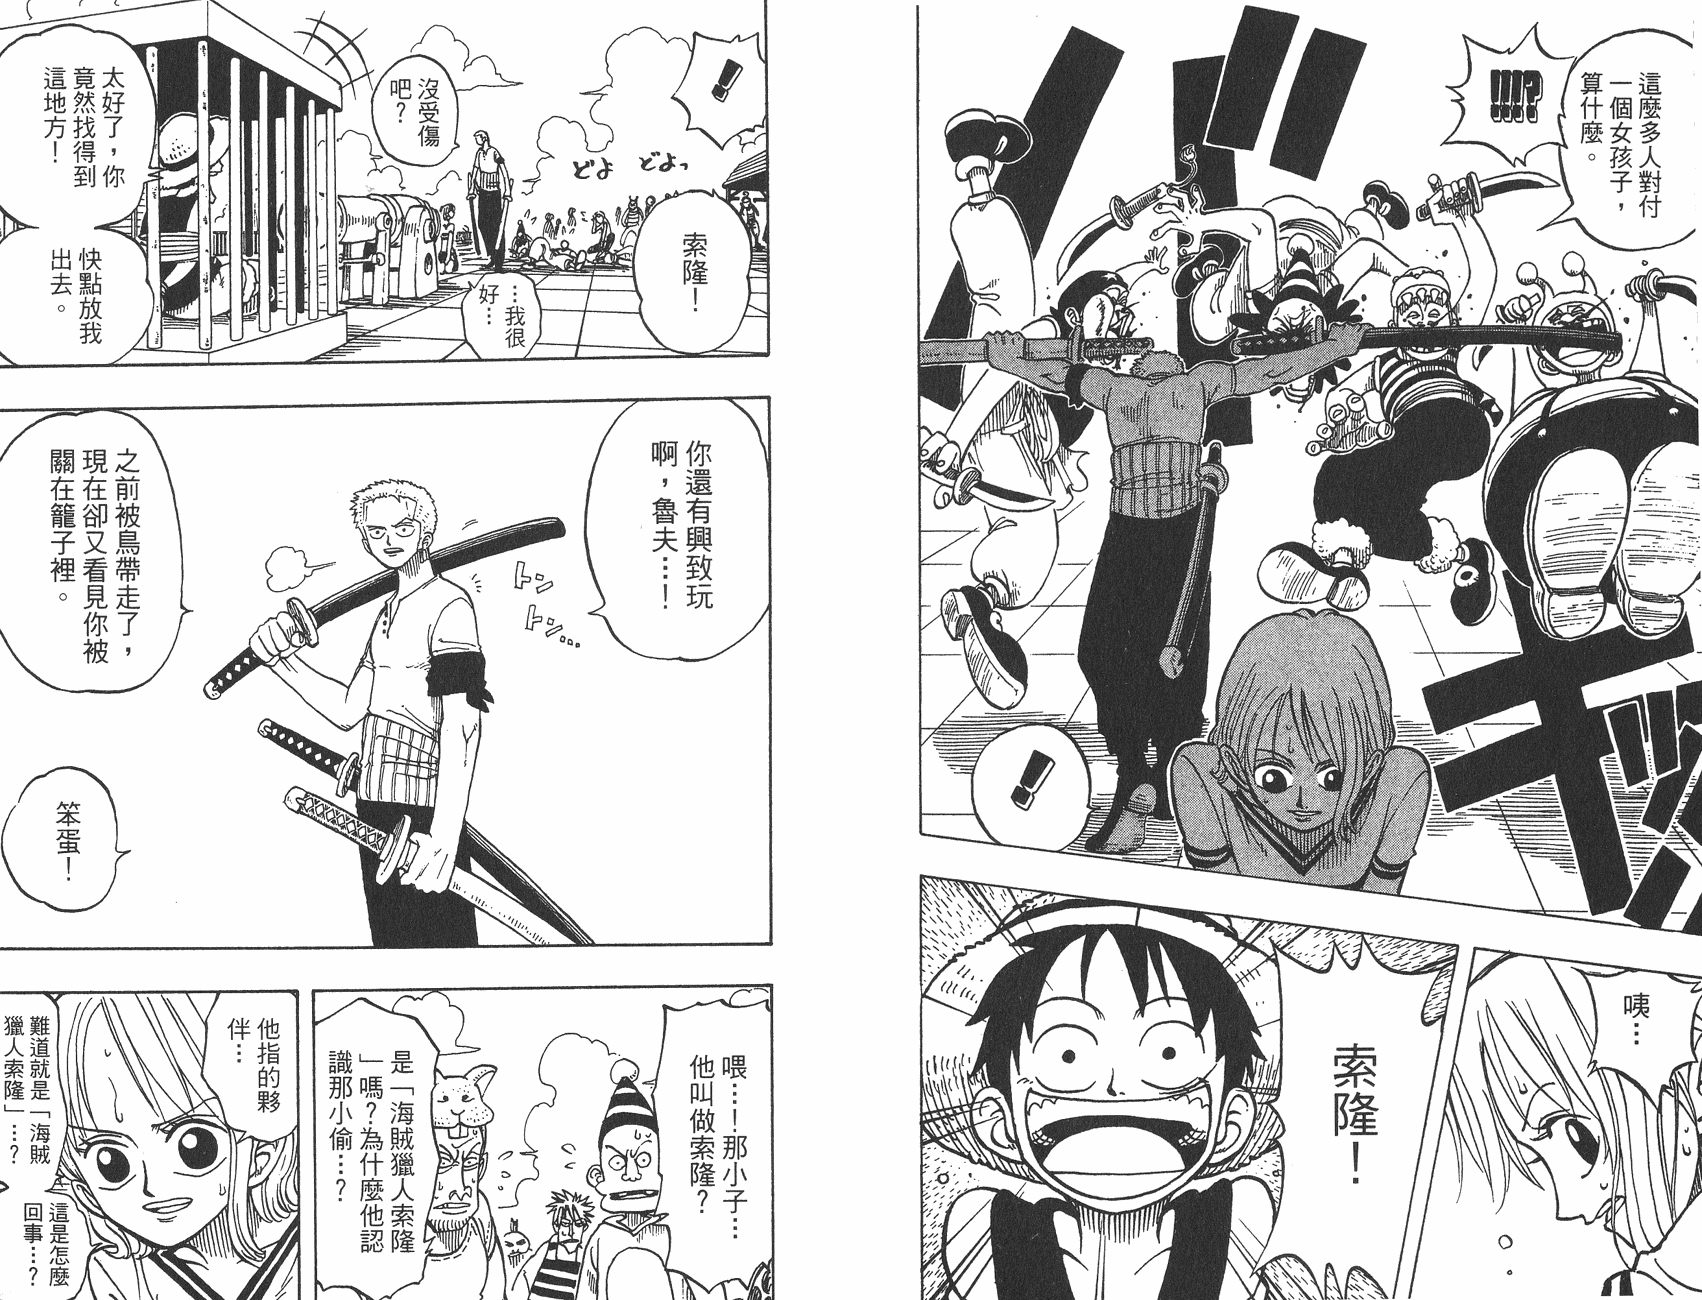 這麼多人對付
一個女孩子，
算什麼。
!!!!?
!
咦…
索隆！
!
索隆！
沒受傷
吧？
…我很
好…
どよ どよっ
太好了，你
竟然找得到
這地方！
快點放我
出去。
你還有興致玩
啊，魯夫…！
トン
トン…
之前被鳥帶走了，
現在卻又看見你被
關在籠子裡。
笨蛋！
喂…！那小子…
他叫做索隆？
是「海賊獵人索隆
」嗎？為什麼他認
識那小偷…？
他指的夥
伴…
難道就是「海賊
獵人索隆」…？
這是怎麼
回事…？